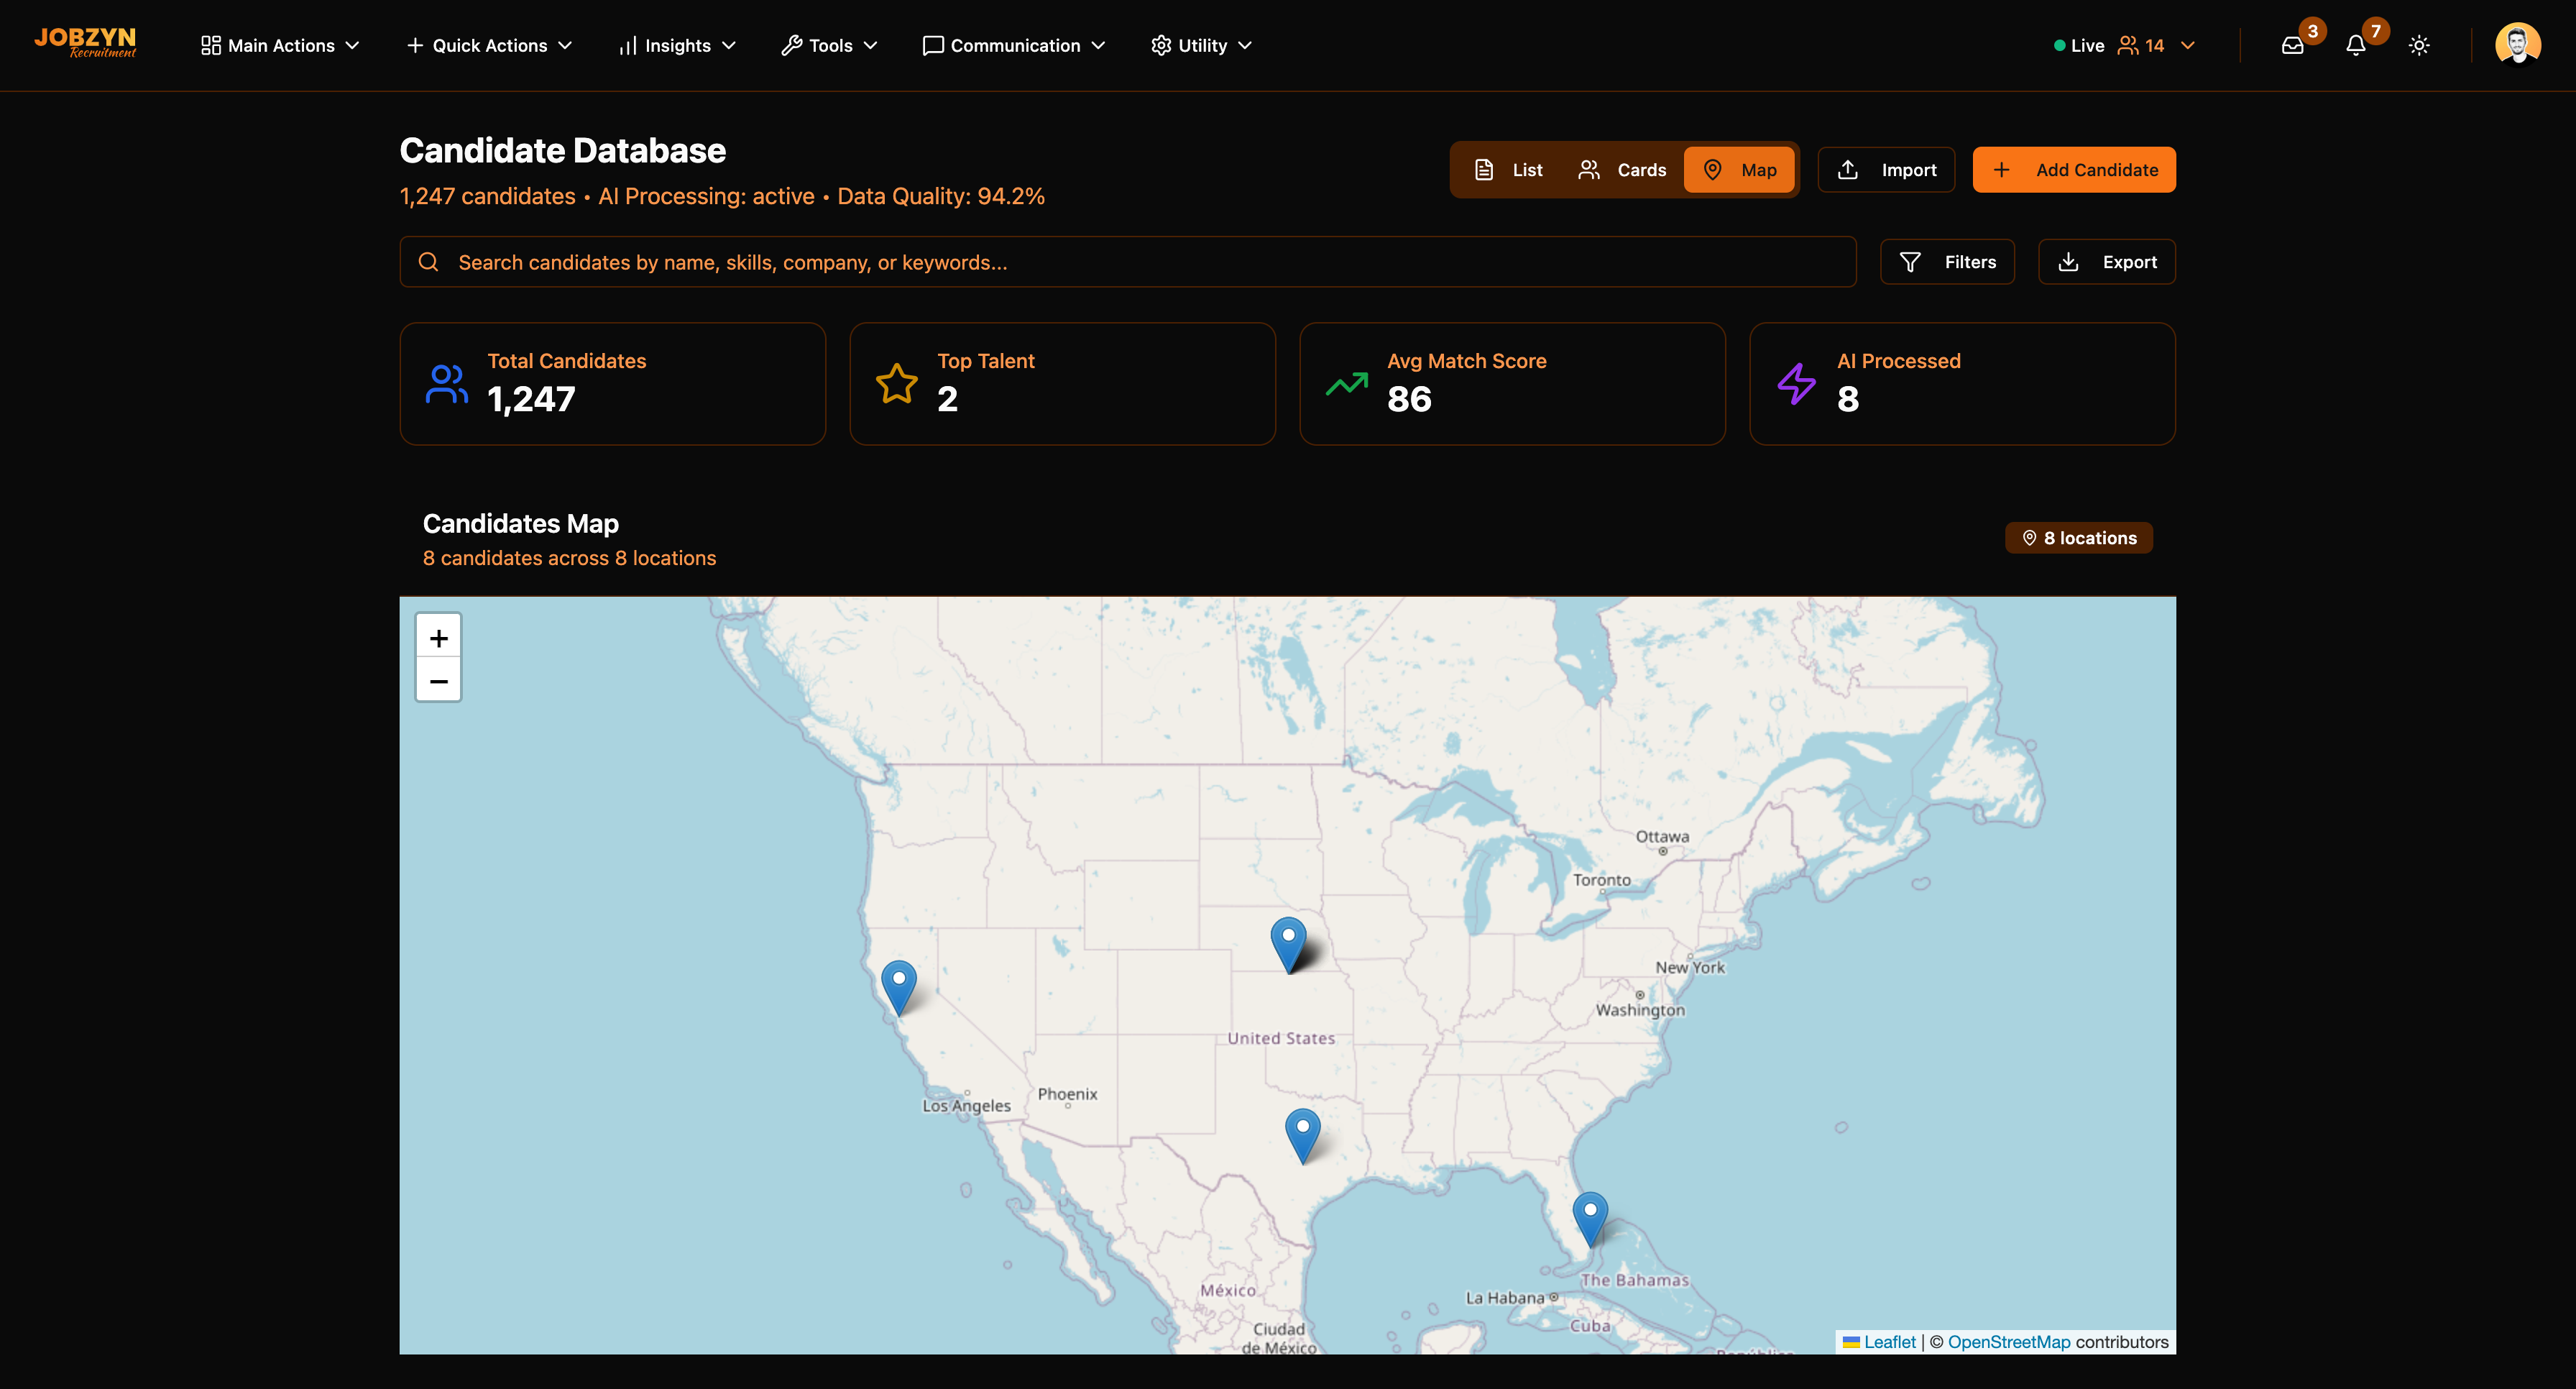 JOBZYN
Recruitment
Main Actions
Quick Actions
Insights
Tools
Communication
Utility
Live
14
3
7
Candidate Database
1,247 candidates • AI Processing: active • Data Quality: 94.2%
List
Cards
Map
Import
Add Candidate
Search candidates by name, skills, company, or keywords...
Filters
Export
Total Candidates
1,247
Top Talent
2
Avg Match Score
86
AI Processed
8
Candidates Map
8 candidates across 8 locations
8 locations
+
−
Ottawa
Toronto
New York
Washington
United States
Phoenix
Los Angeles
The Bahamas
México
La Habana
Cuba
Ciudad
de México
Leaflet | © OpenStreetMap contributors